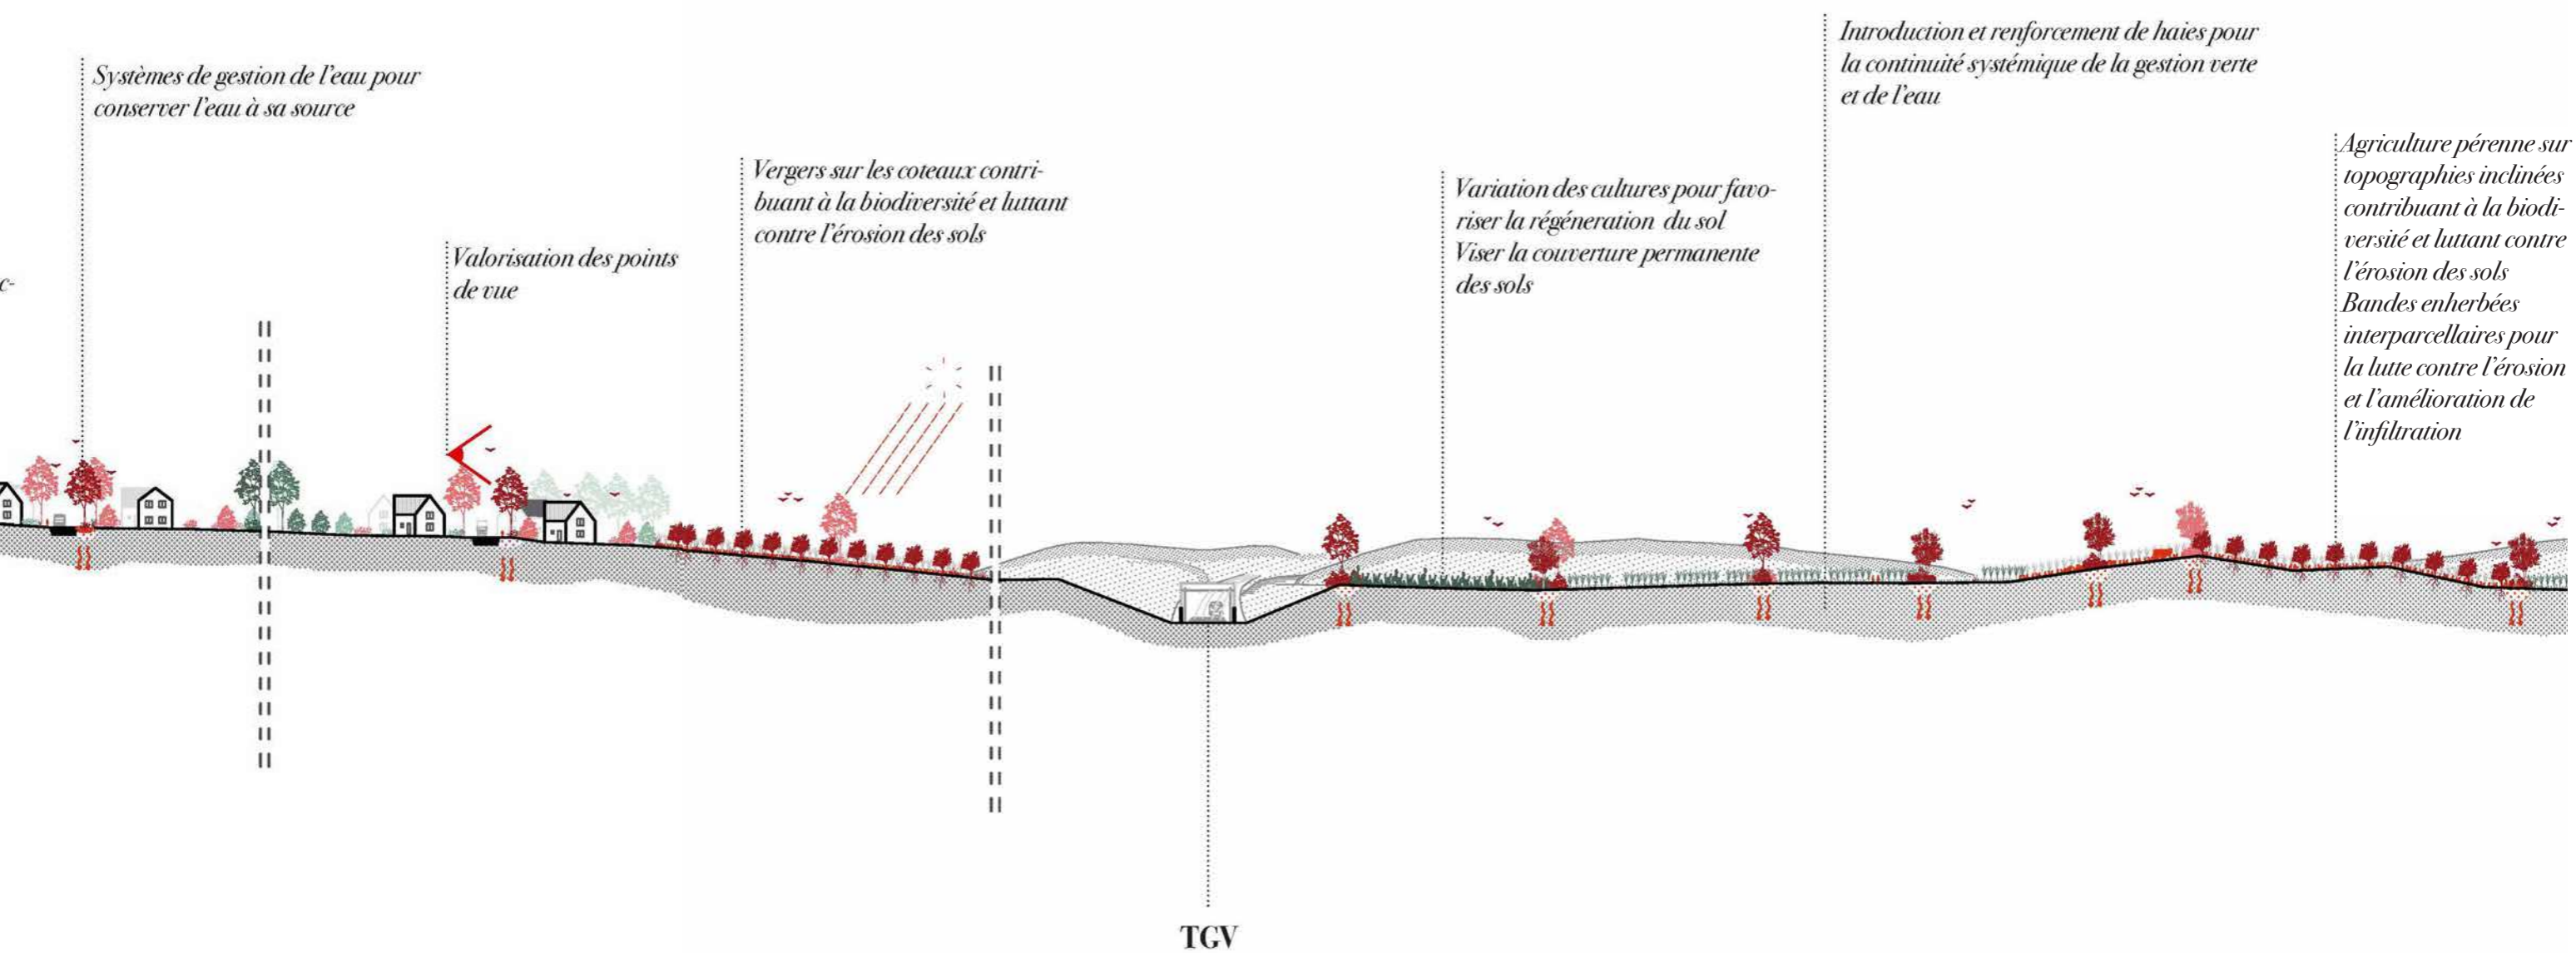 c-
Systèmes de gestion de l'eau pour
conserver l'eau à sa source
Valorisation des points
de vue
Vergers sur les coteaux contri-
buant à la biodiversité et luttant
contre l'érosion des sols
Variation des cultures pour favo-
riser la régéneration du sol
Viser la couverture permanente
des sols
Introduction et renforcement de haies pour
la continuité systémique de la gestion verte
et de l'eau
Agriculture pérenne sur
topographies inclinées
contribuant à la biodi-
versité et luttant contre
l'érosion des sols
Bandes enherbées
interparcellaires pour
la lutte contre l'érosion
et l'amélioration de
l'infiltration
TGV